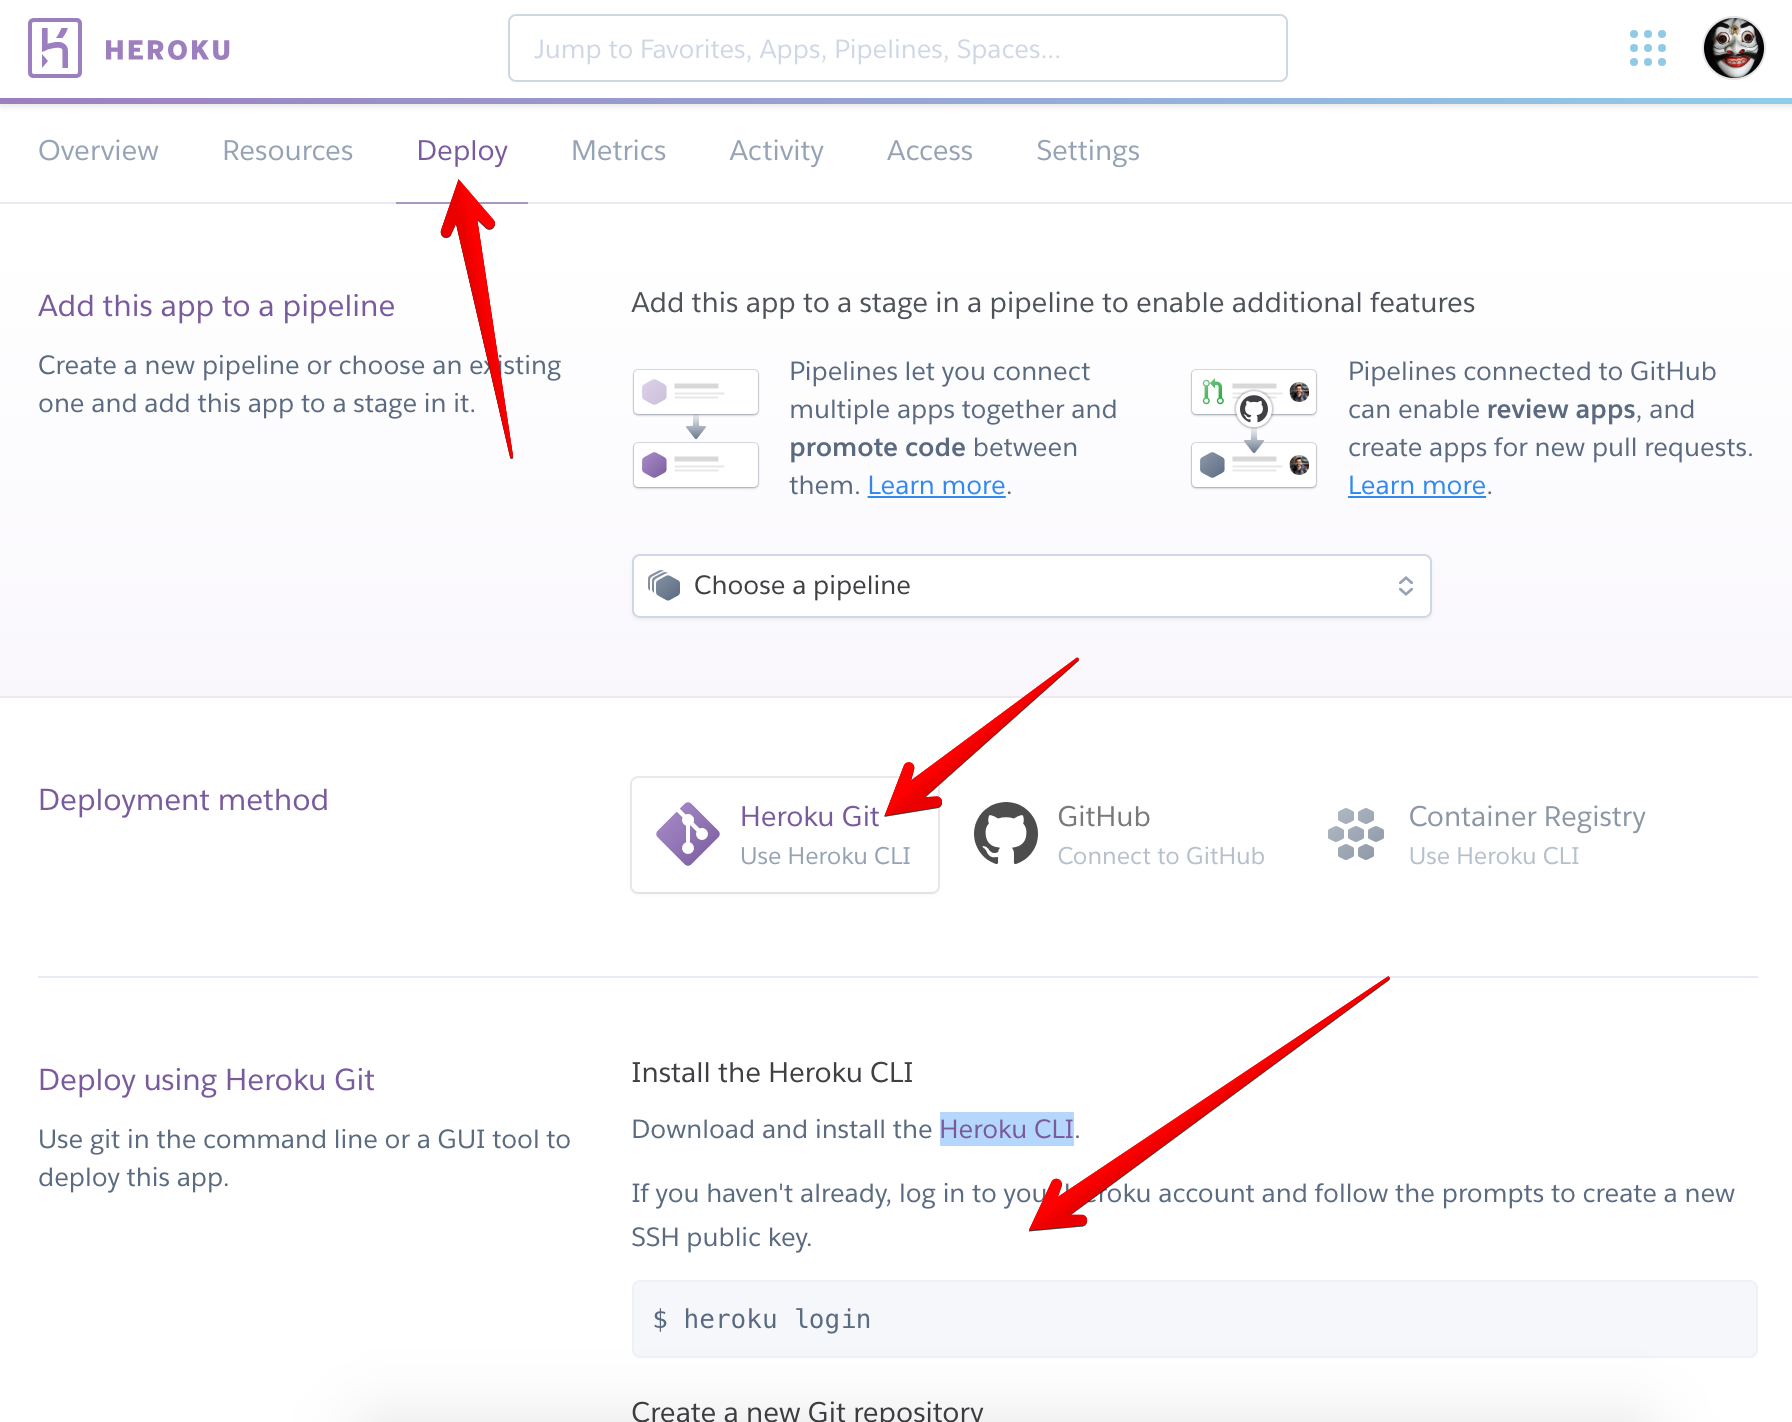 HEROKU
Jump to Favorites, Apps, Pipelines, Spaces...
Overview
Resources
Deploy
Metrics
Activity
Access
Settings
Add this app to a pipeline
Create a new pipeline or choose an existing
one and add this app to a stage in it.
Add this app to a stage in a pipeline to enable additional features
Pipelines let you connect
multiple apps together and
promote code between
them. Learn more.
Pipelines connected to GitHub
can enable review apps, and
create apps for new pull requests.
Learn more.
Choose a pipeline
Deployment method
Heroku Git
Use Heroku CLI
GitHub
Connect to GitHub
Container Registry
Use Heroku CLI
Deploy using Heroku Git
Use git in the command line or a GUI tool to
deploy this app.
Install the Heroku CLI
Download and install the Heroku CLI.
If you haven't already, log in to your Heroku account and follow the prompts to create a new
SSH public key.
$ heroku login
Create a new Git repository